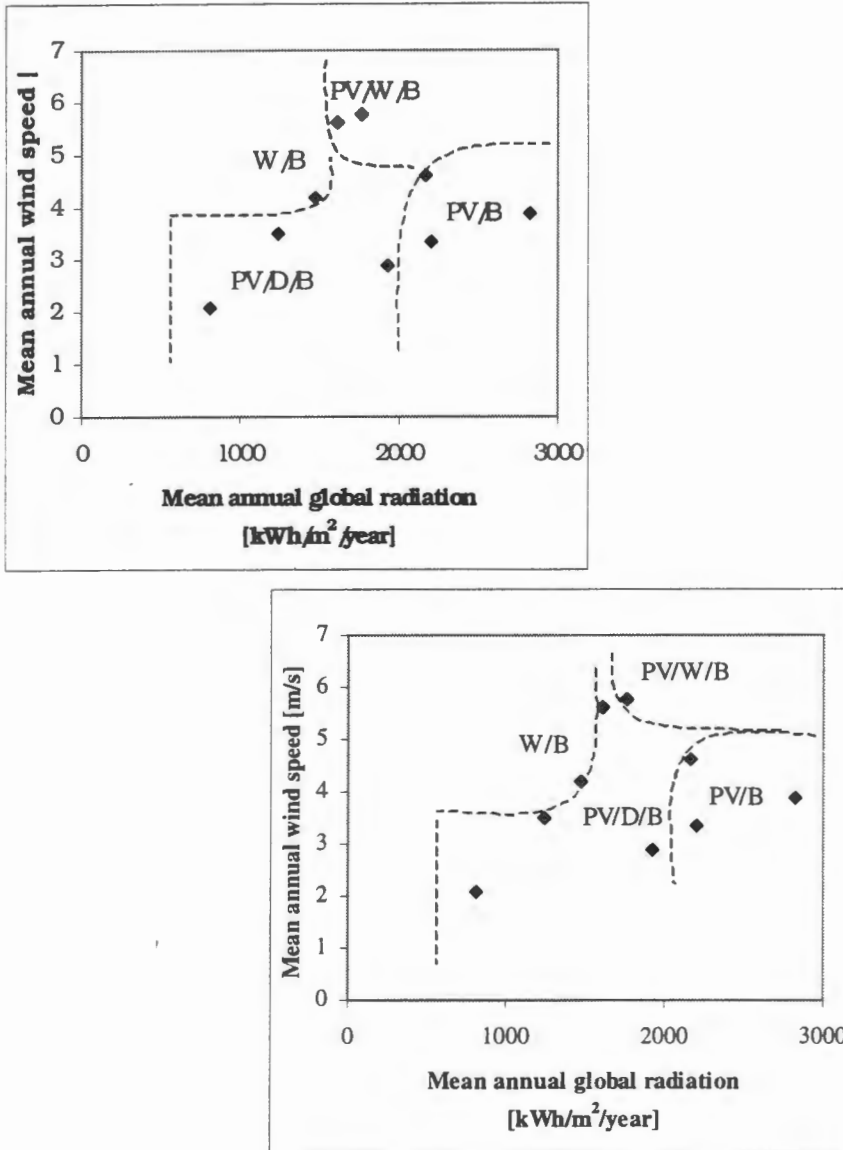 Mean annual wind speed [
7
6
5
4
3
2
1
0
PV/W/B
W/B
PV/B
PV/D/B
0 1000 2000 3000
Mean annual global radiation
[kWh/m²/year]
Mean annual wind speed [m/s]
7
6
5
4
3
2
1
0
PV/W/B
W/B
PV/D/B
PV/B
0 1000 2000 3000
Mean annual global radiation
[kWh/m²/year]